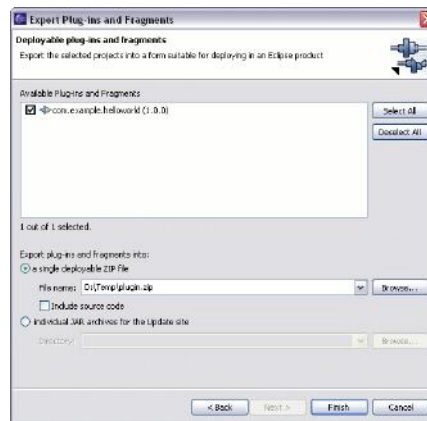 Export Plug-ins and Fragments
Deployable plug-ins and fragments
Export the selected projects into a form suitable for deploying in an Eclipse product
Available Plug-ins and Fragments
com.example.helloworld (1.0.0)
Select All
Deselect All
1 out of 1 selected.
Export plug-ins and fragments into:
a single deployable ZIP file
File name: D:\Temp\plugin.zip Browse...
Include source code
individual JAR archives for the Update site
Directory: Browse...
< Back Next > Finish Cancel